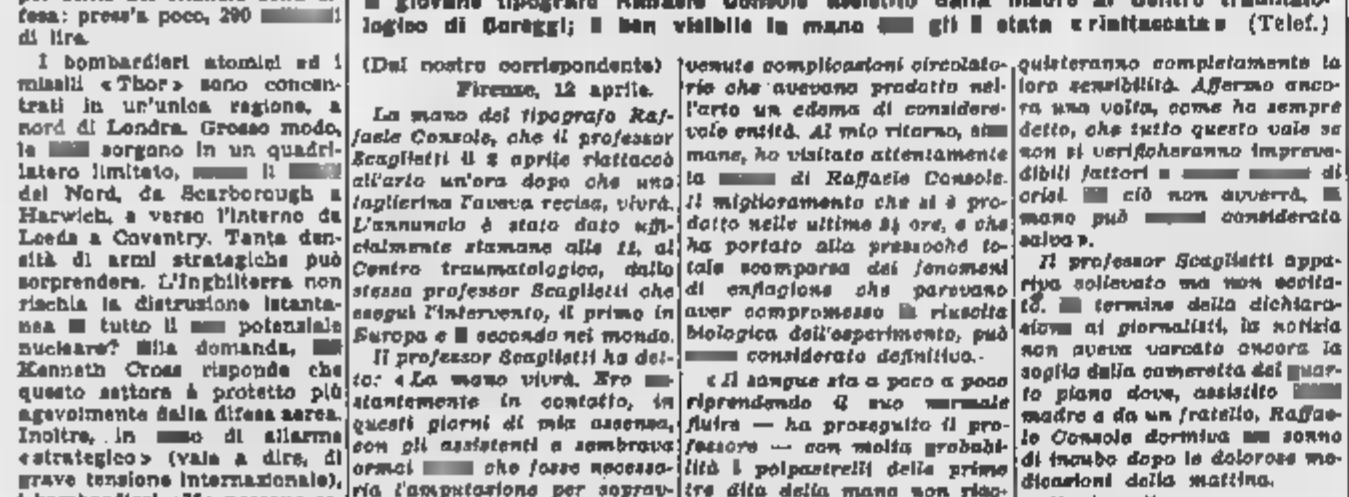 fesa: press'a poco, 290
di lire.
I bombardieri atomici ed i
missili «Thor» sono concen-
trati in un'unica regione, a
nord di Londra. Grosso modo,
le sorgono in un quadri-
latero limitato, li
del Nord, da Scarborough a
Harwich, e verso l'interno da
Leeds a Coventry. Tanta den-
sità di armi strategiche può
sorprendere. L'Inghilterra non
rischia la distruzione istanta-
nea tutto il potenziale
nucleare? Alla domanda,
Kenneth Cross risponde che
questo settore è protetto più
agevolmente dalla difesa aerea.
Inoltre, in di allarme
«strategico» (vale a dire, di
grave tensione internazionale),
giovane tipografo Raffaele Console assistito dalla madre al Centro traumato-
logico di Careggi; è ben visibile la mano gli è stata «riattaccata» (Telef.)
(Dal nostro corrispondente)
Firenze, 12 aprile.
La mano del tipografo Raf-
faele Console, che il professor
Scaglietti il 8 aprile riattaccò
all'arto un'ora dopo che una
taglierina l'aveva recisa, vivrà.
L'annuncio è stato dato uffi-
cialmente stamane alle 11, al
Centro traumatologico, dallo
stesso professor Scaglietti che
eseguì l'intervento, il primo in
Europa e secondo nel mondo.
Il professor Scaglietti ha det-
to: «La mano vivrà. Ero
stantemente in contatto, in
questi giorni di mia assenza,
con gli assistenti e sembrava
ormai che fosse necessa-
ria l'amputazione per soprav-
venute complicazioni circolato-
rie che avevano prodotto nel-
l'arto un edema di considere-
vole entità. Al mio ritorno,
mane, ho visitato attentamente
la di Raffaele Console.
Il miglioramento che si è pro-
dotto nelle ultime 24 ore, e che
ha portato alla pressoché to-
tale scomparsa dei fenomeni
di enfiagione che parevano
aver compromesso la riuscita
biologica dell'esperimento, può
considerato definitivo.
«Il sangue sta a poco a poco
riprendendo il suo normale
fluire — ha proseguito il pro-
fessore — con molta probabi-
lità i polpastrelli delle prime
tre dita della mano non riac-
quisteranno completamente la
loro sensibilità. Affermo anco-
ra una volta, come ho sempre
detto, che tutto questo vale se
non si verificheranno impreve-
dibili fattori di
crisi. ciò non avverrà,
mano può considerata
salva».
Il professor Scaglietti appa-
riva sollevato ma non eccita-
to. termine della dichiara-
zione ai giornalisti, la notizia
non aveva varcato ancora la
soglia della cameretta del quar-
to piano dove, assistito
madre e da un fratello, Raffae-
le Console dormiva sonno
di incubo dopo le dolorose me-
dicazioni della mattina.